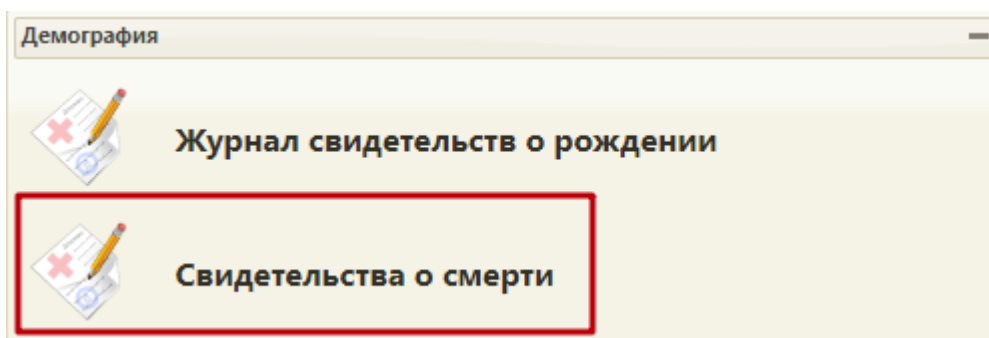 Демография
Журнал свидетельств о рождении
Свидетельства о смерти